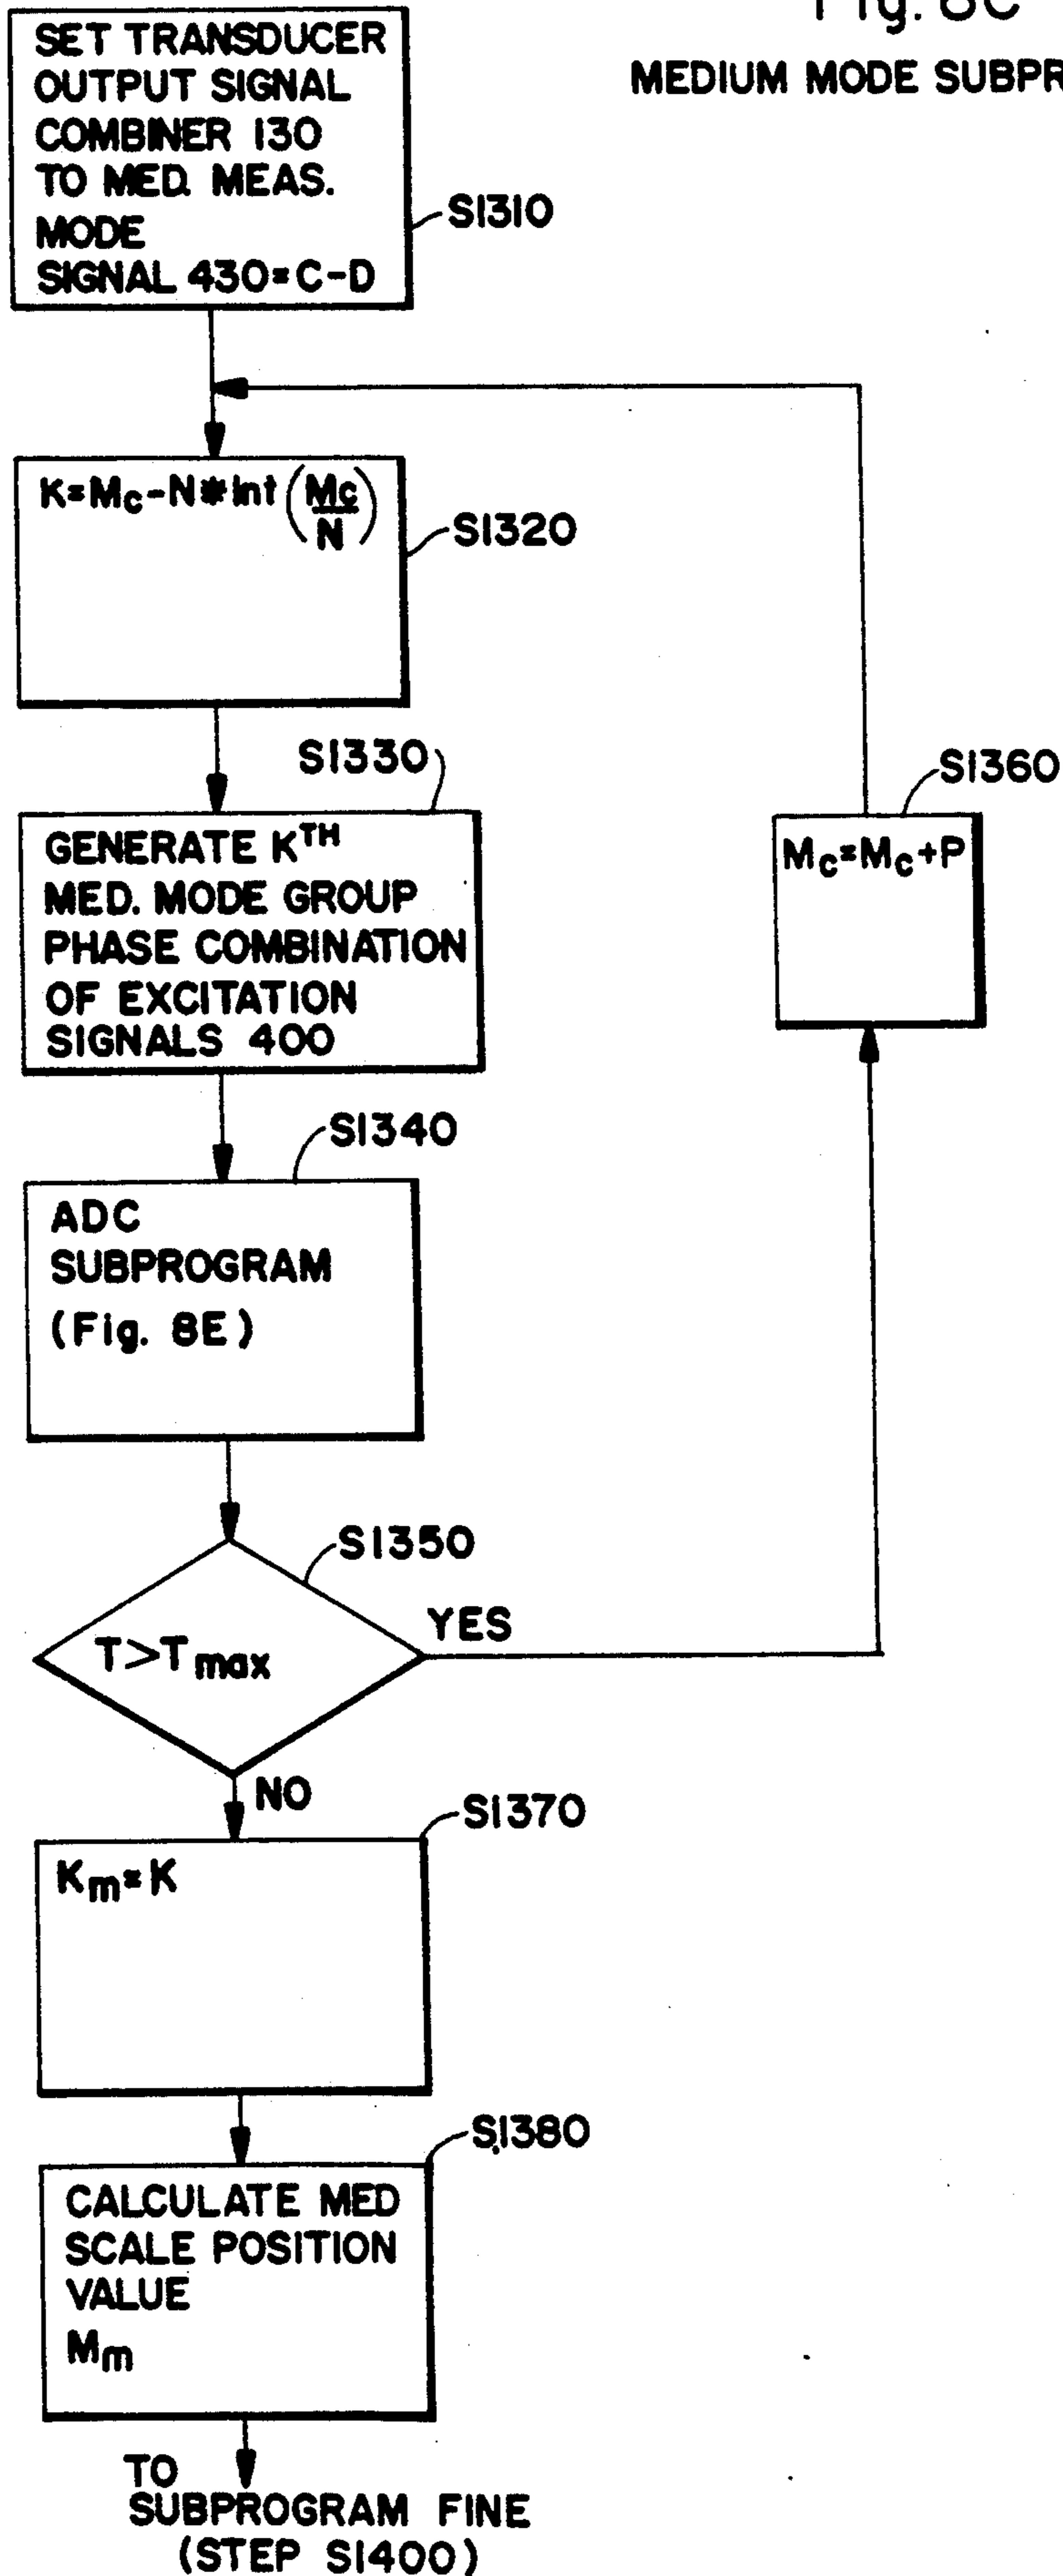 Fig. 8C
MEDIUM MODE SUBPR
SET TRANSDUCER
OUTPUT SIGNAL
COMBINER 130
TO MED. MEAS.
MODE
SIGNAL 430=C-D
S1310
K=Mc-N*Int(Mc/N)
S1320
S1330
GENERATE KTH
MED. MODE GROUP
PHASE COMBINATION
OF EXCITATION
SIGNALS 400
S1360
Mc=Mc+P
S1340
ADC
SUBPROGRAM
(Fig. 8E)
S1350
T>Tmax
YES
NO
S1370
Km=K
S1380
CALCULATE MED
SCALE POSITION
VALUE
Mm
TO
SUBPROGRAM FINE
(STEP S1400)